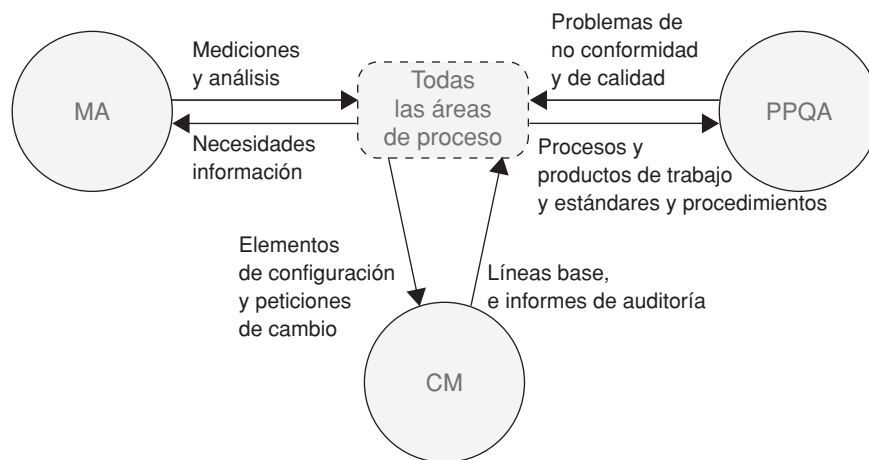 Mediciones
y análisis
Problemas de
no conformidad
y de calidad
MA
Todas
las áreas
de proceso
PPQA
Necesidades
información
Procesos y
productos de trabajo
y estándares y procedimientos
Elementos
de configuración
y peticiones
de cambio
Líneas base,
e informes de auditoría
CM